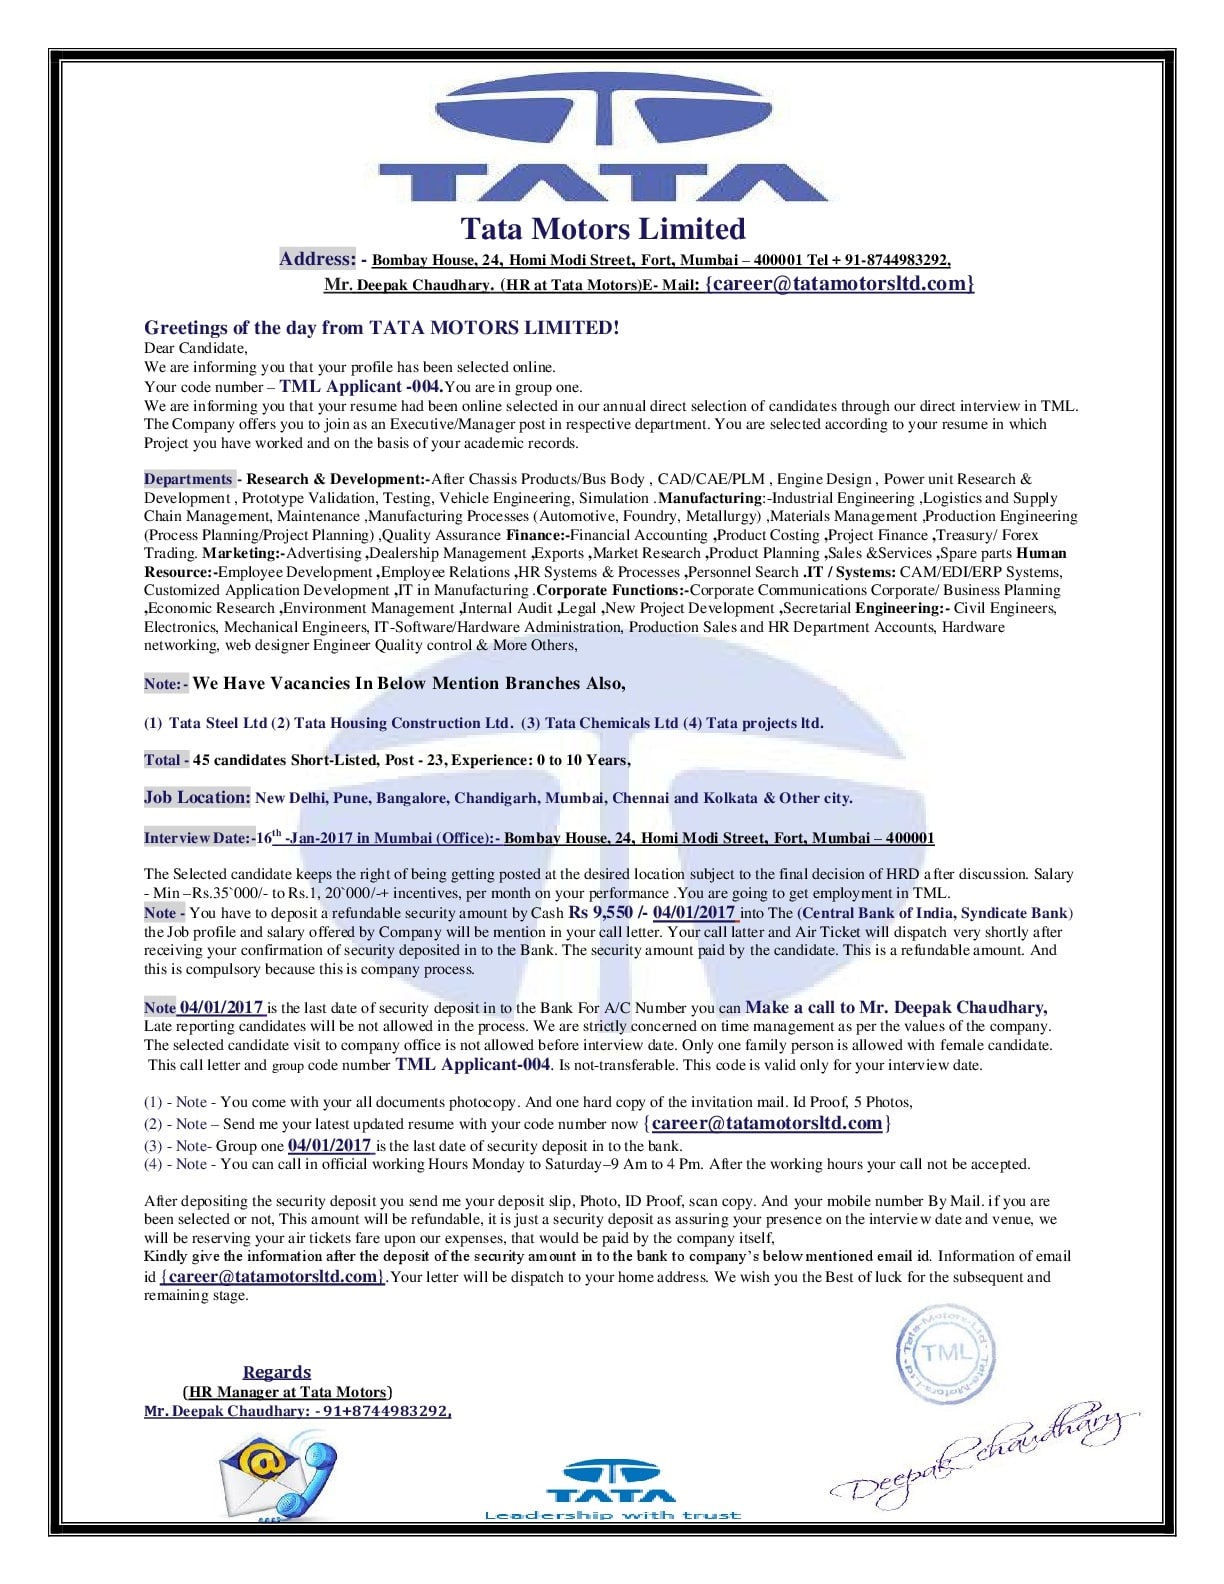 TATA
Tata Motors Limited
Address: - Bombay House, 24, Homi Modi Street, Fort, Mumbai – 400001 Tel + 91-8744983292,
Mr. Deepak Chaudhary. (HR at Tata Motors)E- Mail: {career@tatamotorsltd.com}
Greetings of the day from TATA MOTORS LIMITED!
Dear Candidate,
We are informing you that your profile has been selected online.
Your code number – TML Applicant -004.You are in group one.
We are informing you that your resume had been online selected in our annual direct selection of candidates through our direct interview in TML.
The Company offers you to join as an Executive/Manager post in respective department. You are selected according to your resume in which
Project you have worked and on the basis of your academic records.
Departments - Research & Development:-After Chassis Products/Bus Body , CAD/CAE/PLM , Engine Design , Power unit Research &
Development , Prototype Validation, Testing, Vehicle Engineering, Simulation .Manufacturing:-Industrial Engineering ,Logistics and Supply
Chain Management, Maintenance ,Manufacturing Processes (Automotive, Foundry, Metallurgy) ,Materials Management ,Production Engineering
(Process Planning/Project Planning) ,Quality Assurance Finance:-Financial Accounting ,Product Costing ,Project Finance ,Treasury/ Forex
Trading. Marketing:-Advertising ,Dealership Management ,Exports ,Market Research ,Product Planning ,Sales &Services ,Spare parts Human
Resource:-Employee Development ,Employee Relations ,HR Systems & Processes ,Personnel Search .IT / Systems: CAM/EDI/ERP Systems,
Customized Application Development ,IT in Manufacturing .Corporate Functions:-Corporate Communications Corporate/ Business Planning
,Economic Research ,Environment Management ,Internal Audit ,Legal ,New Project Development ,Secretarial Engineering:- Civil Engineers,
Electronics, Mechanical Engineers, IT-Software/Hardware Administration, Production Sales and HR Department Accounts, Hardware
networking, web designer Engineer Quality control & More Others,
Note:- We Have Vacancies In Below Mention Branches Also,
(1) Tata Steel Ltd (2) Tata Housing Construction Ltd. (3) Tata Chemicals Ltd (4) Tata projects ltd.
Total - 45 candidates Short-Listed, Post - 23, Experience: 0 to 10 Years,
Job Location: New Delhi, Pune, Bangalore, Chandigarh, Mumbai, Chennai and Kolkata & Other city.
Interview Date:-16th -Jan-2017 in Mumbai (Office):- Bombay House, 24, Homi Modi Street, Fort, Mumbai – 400001
The Selected candidate keeps the right of being getting posted at the desired location subject to the final decision of HRD after discussion. Salary
- Min –Rs.35`000/- to Rs.1, 20`000/-+ incentives, per month on your performance .You are going to get employment in TML.
Note - You have to deposit a refundable security amount by Cash Rs 9,550 /- 04/01/2017 into The (Central Bank of India, Syndicate Bank)
the Job profile and salary offered by Company will be mention in your call letter. Your call latter and Air Ticket will dispatch very shortly after
receiving your confirmation of security deposited in to the Bank. The security amount paid by the candidate. This is a refundable amount. And
this is compulsory because this is company process.
Note 04/01/2017 is the last date of security deposit in to the Bank For A/C Number you can Make a call to Mr. Deepak Chaudhary,
Late reporting candidates will be not allowed in the process. We are strictly concerned on time management as per the values of the company.
The selected candidate visit to company office is not allowed before interview date. Only one family person is allowed with female candidate.
This call letter and group code number TML Applicant-004. Is not-transferable. This code is valid only for your interview date.
(1) - Note - You come with your all documents photocopy. And one hard copy of the invitation mail. Id Proof, 5 Photos,
(2) - Note – Send me your latest updated resume with your code number now {career@tatamotorsltd.com}
(3) - Note- Group one 04/01/2017 is the last date of security deposit in to the bank.
(4) - Note - You can call in official working Hours Monday to Saturday–9 Am to 4 Pm. After the working hours your call not be accepted.
After depositing the security deposit you send me your deposit slip, Photo, ID Proof, scan copy. And your mobile number By Mail. if you are
been selected or not, This amount will be refundable, it is just a security deposit as assuring your presence on the interview date and venue, we
will be reserving your air tickets fare upon our expenses, that would be paid by the company itself,
Kindly give the information after the deposit of the security amount in to the bank to company's below mentioned email id. Information of email
id {career@tatamotorsltd.com}.Your letter will be dispatch to your home address. We wish you the Best of luck for the subsequent and
remaining stage.
Tata-Motors-Ltd- Tata-Motors-Ltd-
TML
Regards
(HR Manager at Tata Motors)
Mr. Deepak Chaudhary: - 91+8744983292,
Deepak Chaudhary
@
TATA
Leadership with trust